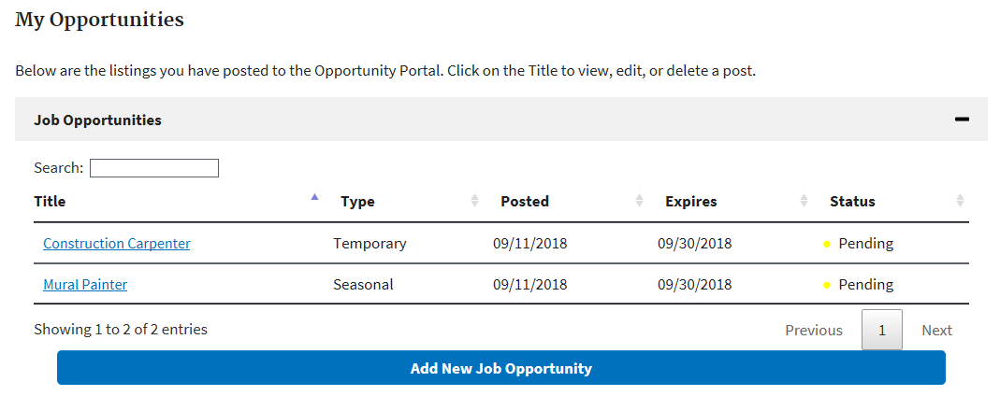 My Opportunities
Below are the listings you have posted to the Opportunity Portal. Click on the Title to view, edit, or delete a post.
Job Opportunities
Search:
Title Type Posted Expires Status
Construction Carpenter Temporary 09/11/2018 09/30/2018 Pending
Mural Painter Seasonal 09/11/2018 09/30/2018 Pending
Showing 1 to 2 of 2 entries Previous 1 Next
Add New Job Opportunity